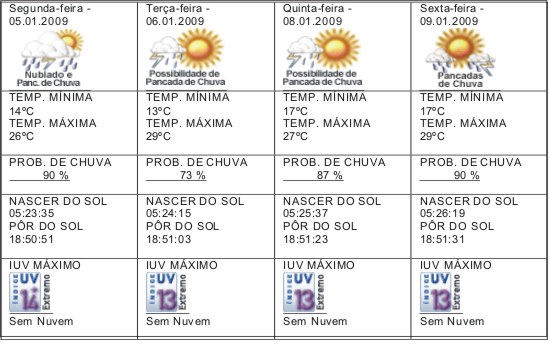 Segunda-feira -
05.01.2009
Nublado e
Panc. de Chuva
TEMP. MÍNIMA
14ºC
TEMP. MÁXIMA
26ºC
PROB. DE CHUVA
90 %
NASCER DO SOL
05:23:35
PÔR DO SOL
18:50:51
IUV MÁXIMO
ÍNDICE
UV
14
Extremo
Sem Nuvem
Terça-feira -
06.01.2009
Possibilidade de
Pancada de Chuva
TEMP. MÍNIMA
13ºC
TEMP. MÁXIMA
29ºC
PROB. DE CHUVA
73 %
NASCER DO SOL
05:24:15
PÔR DO SOL
18:51:03
IUV MÁXIMO
ÍNDICE
UV
13
Extremo
Sem Nuvem
Quinta-feira -
08.01.2009
Possibilidade de
Pancada de Chuva
TEMP. MÍNIMA
17ºC
TEMP. MÁXIMA
27ºC
PROB. DE CHUVA
87 %
NASCER DO SOL
05:25:37
PÔR DO SOL
18:51:23
IUV MÁXIMO
ÍNDICE
UV
13
Extremo
Sem Nuvem
Sexta-feira -
09.01.2009
Pancadas
de Chuva
TEMP. MÍNIMA
17ºC
TEMP. MÁXIMA
29ºC
PROB. DE CHUVA
90 %
NASCER DO SOL
05:26:19
PÔR DO SOL
18:51:31
IUV MÁXIMO
ÍNDICE
UV
13
Extremo
Sem Nuvem